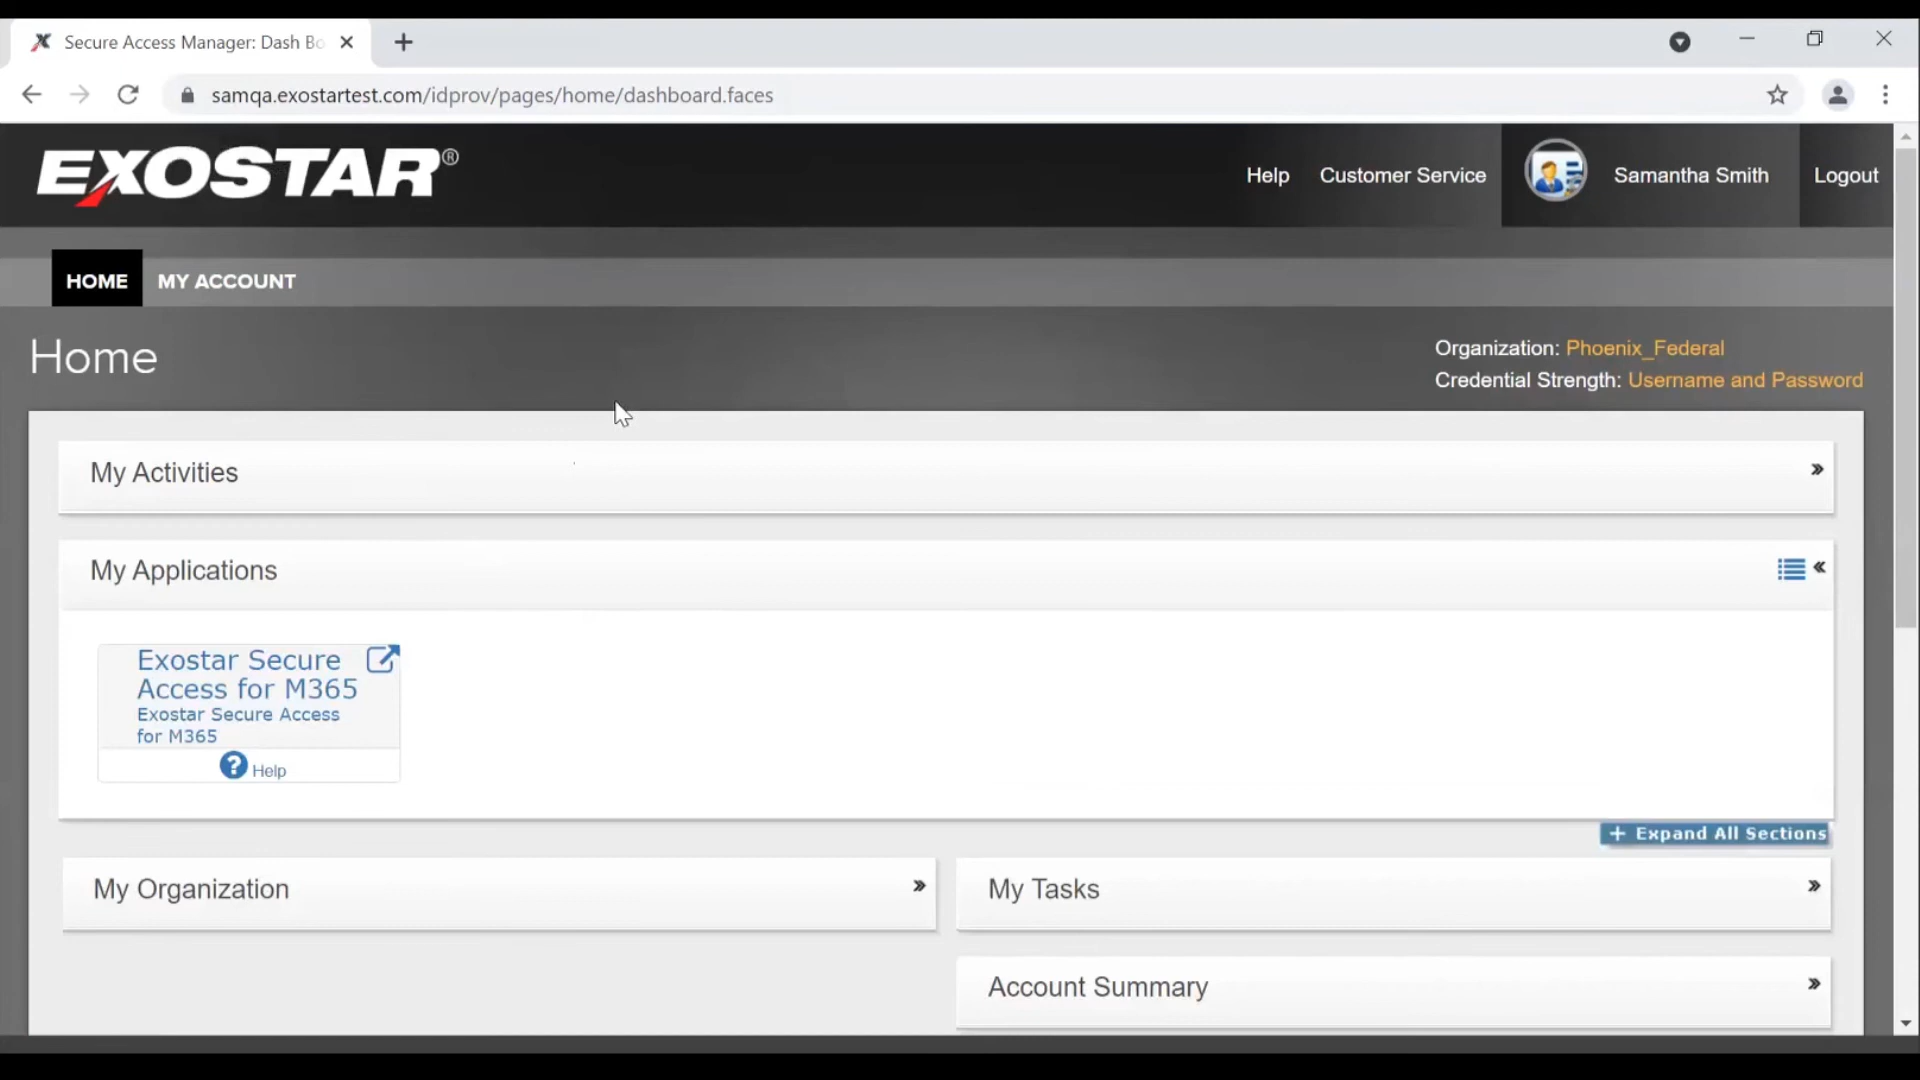 Secure Access Manager: Dash Bo
samqa.exostartest.com/idprov/pages/home/dashboard.faces
EXOSTAR®
Help
Customer Service
Samantha Smith
Logout
HOME
MY ACCOUNT
Home
Organization: Phoenix_Federal
Credential Strength: Username and Password
My Activities
My Applications
Exostar Secure
Access for M365
Exostar Secure Access
for M365
? Help
+ Expand All Sections
My Organization
My Tasks
Account Summary